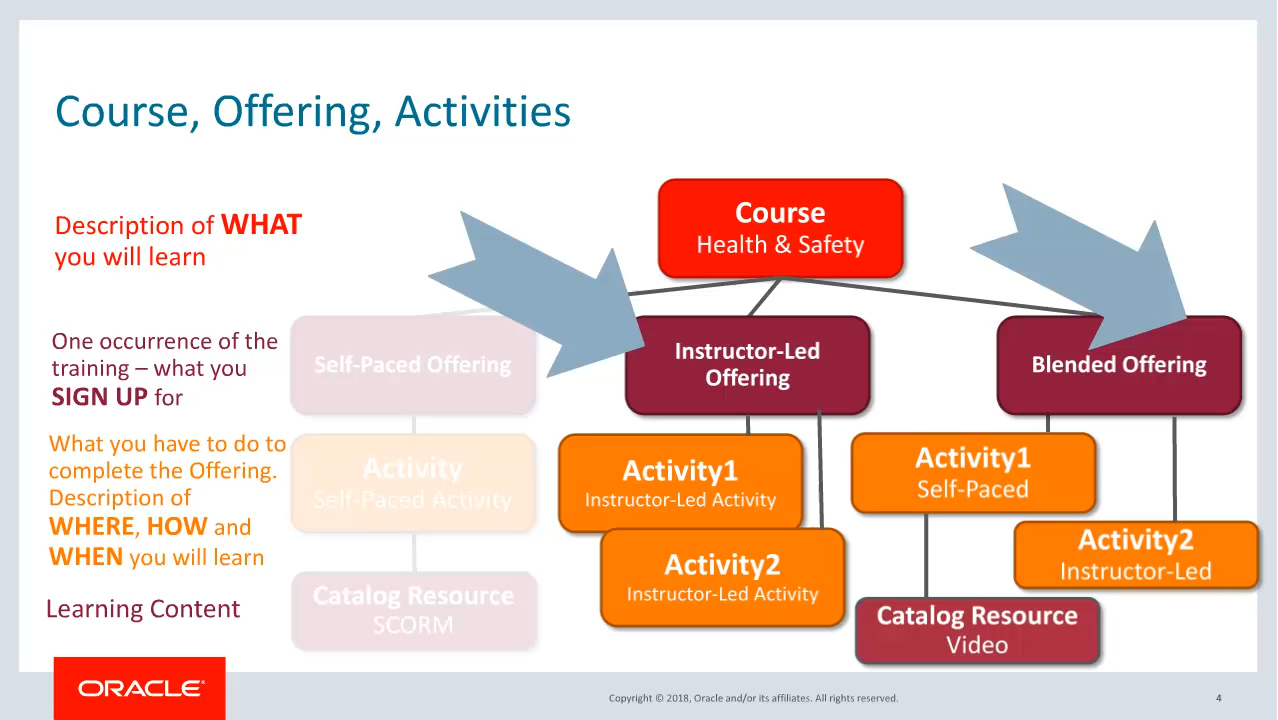 Course, Offering, Activities
Description of WHAT
you will learn
Course
Health & Safety
One occurrence of the
training – what you
SIGN UP for
Self-Paced Offering
Instructor-Led
Offering
Blended Offering
What you have to do to
complete the Offering.
Description of
WHERE, HOW and
WHEN you will learn
Activity
Self-Paced Activity
Activity1
Instructor-Led Activity
Activity2
Instructor-Led Activity
Activity1
Self-Paced
Activity2
Instructor-Led
Learning Content
Catalog Resource
SCORM
Catalog Resource
Video
ORACLE®
Copyright © 2018, Oracle and/or its affiliates. All rights reserved.
4